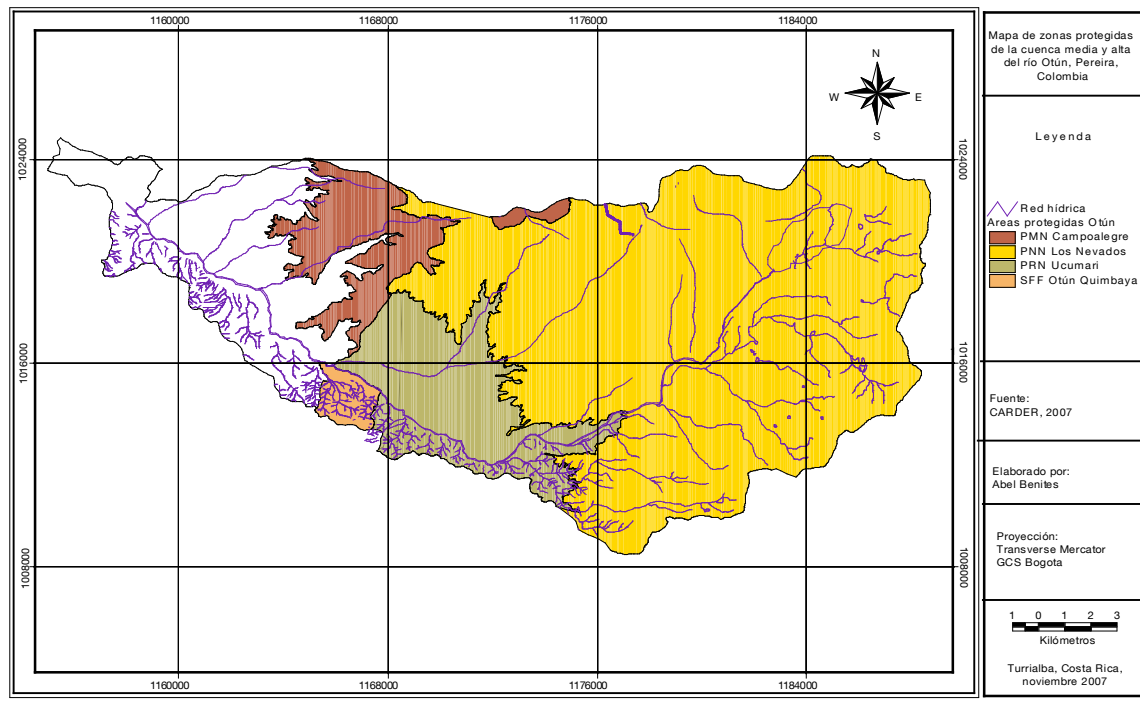 1160000
1168000
1176000
1184000
N
W
E
S
1024000
1024000
1016000
1016000
1008000
1008000
1160000
1168000
1176000
1184000
Mapa de zonas protegidas
de la cuenca media y alta
del río Otún, Pereira,
Colombia
Leyenda
Red hídrica
Areas protegidas Otún
PMN Campoalegre
PNN Los Nevados
PRN Ucumari
SFF Otún Quimbaya
Fuente:
CARDER, 2007
Elaborado por:
Abel Benites
Proyección:
Transverse Mercator
GCS Bogota
1 0 1 2 3
Kilómetros
Turrialba, Costa Rica,
noviembre 2007